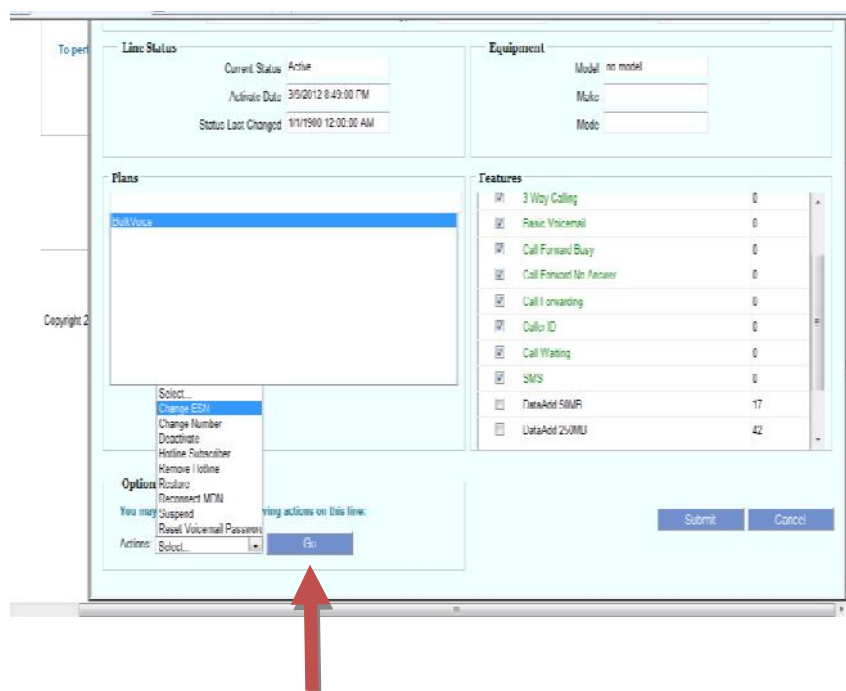 To perf
Line Status
Current Status Active
Activate Date 3/5/2012 8:49:00 PM
Status Last Changed 1/1/1900 12:00:00 AM
Equipment
Model no model
Make
Mode
Plans
BulkVoice
Features
3 Way Calling 0
Basic Voicemail 0
Call Forward Busy 0
Call Forward No Answer 0
Call Forwarding 0
Caller ID 0
Call Waiting 0
SMS 0
DataAdd 50MB 17
DataAdd 250MB 42
Copyright 2
Select...
Change ESN
Change Number
Deactivate
Hotline Subscriber
Remove Hotline
Restore
Reconnect MDN
Suspend
Reset Voicemail Password
Option
You may
ving actions on this line:
Actions: Select...
Go
Submit
Cancel